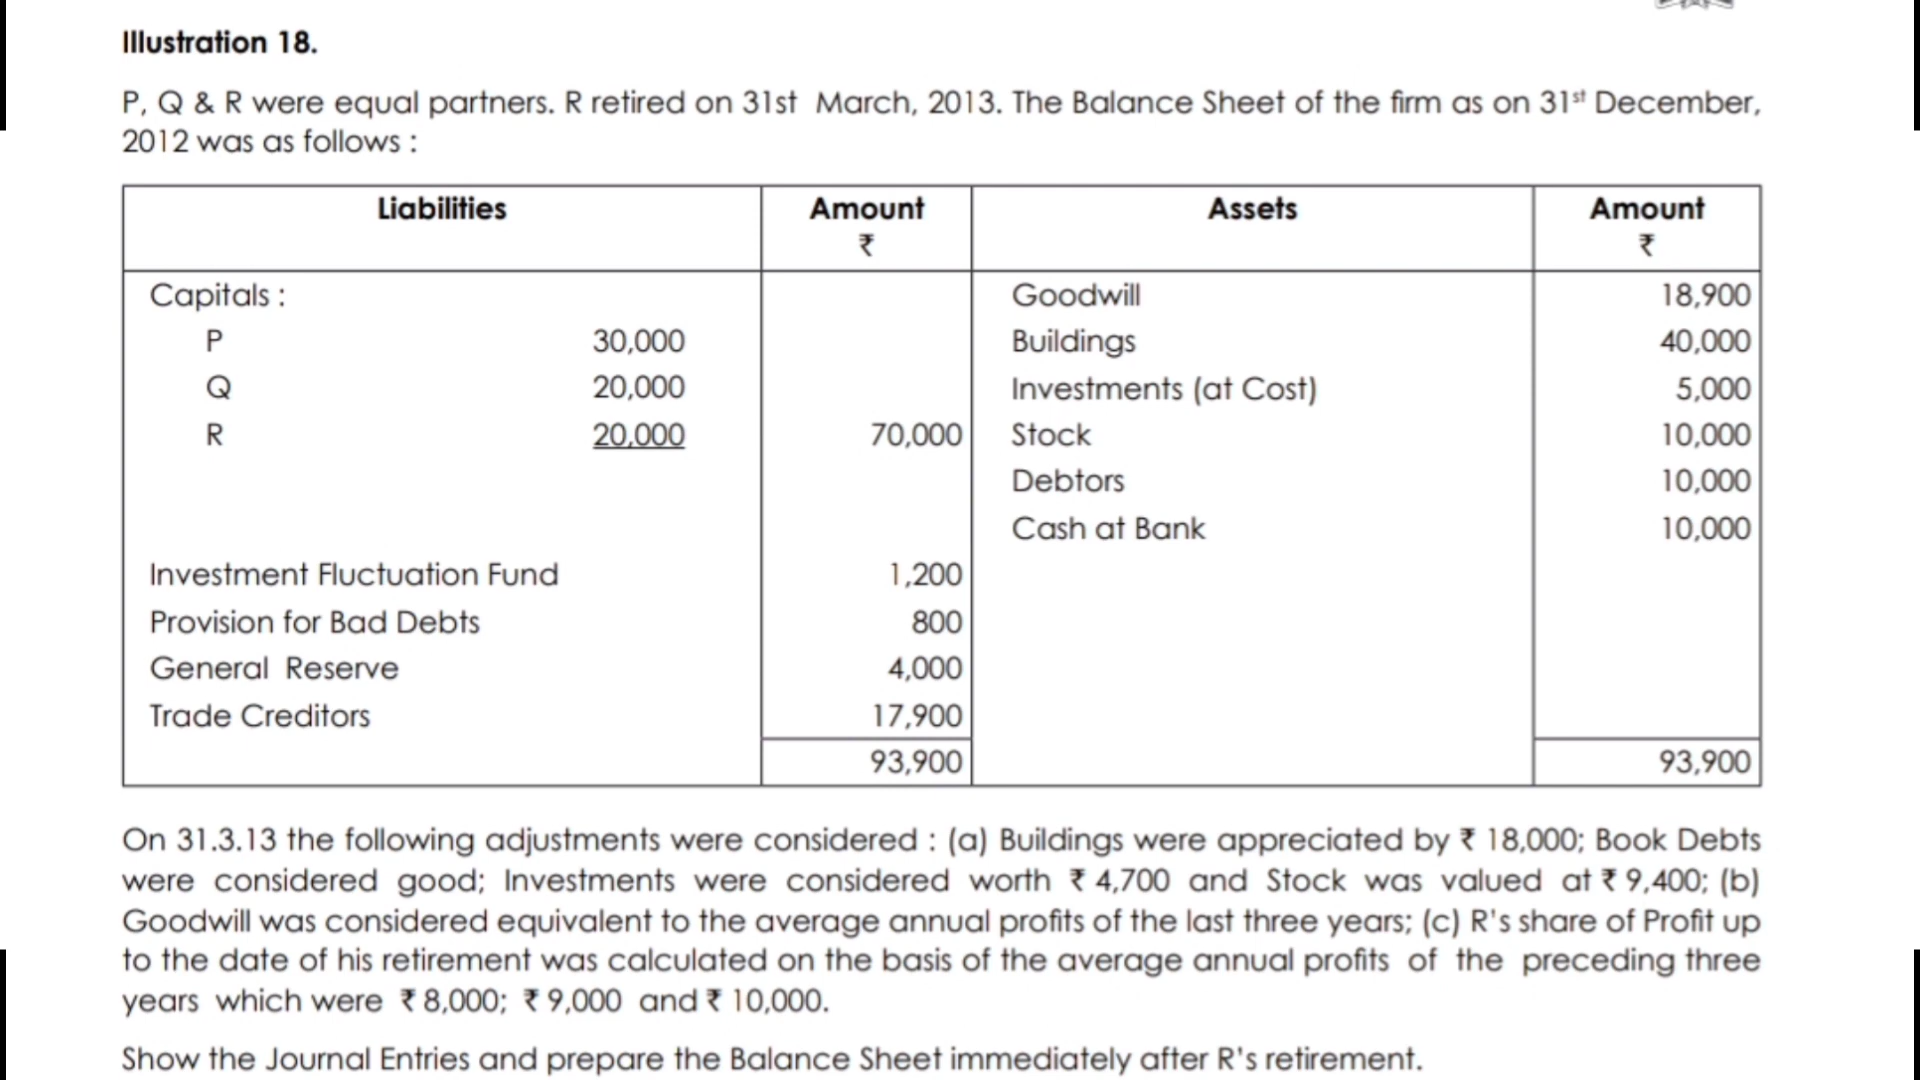 Illustration 18.
P, Q & R were equal partners. R retired on 31st March, 2013. The Balance Sheet of the firm as on 31st December,
2012 was as follows :
Liabilities Amount ₹ Assets Amount ₹
Capitals : Goodwill 18,900
P 30,000 Buildings 40,000
Q 20,000 Investments (at Cost) 5,000
R 20,000 70,000 Stock 10,000
Debtors 10,000
Cash at Bank 10,000
Investment Fluctuation Fund 1,200
Provision for Bad Debts 800
General Reserve 4,000
Trade Creditors 17,900
93,900 93,900
On 31.3.13 the following adjustments were considered : (a) Buildings were appreciated by ₹ 18,000; Book Debts
were considered good; Investments were considered worth ₹ 4,700 and Stock was valued at ₹ 9,400; (b)
Goodwill was considered equivalent to the average annual profits of the last three years; (c) R's share of Profit up
to the date of his retirement was calculated on the basis of the average annual profits of the preceding three
years which were ₹ 8,000; ₹ 9,000 and ₹ 10,000.
Show the Journal Entries and prepare the Balance Sheet immediately after R's retirement.